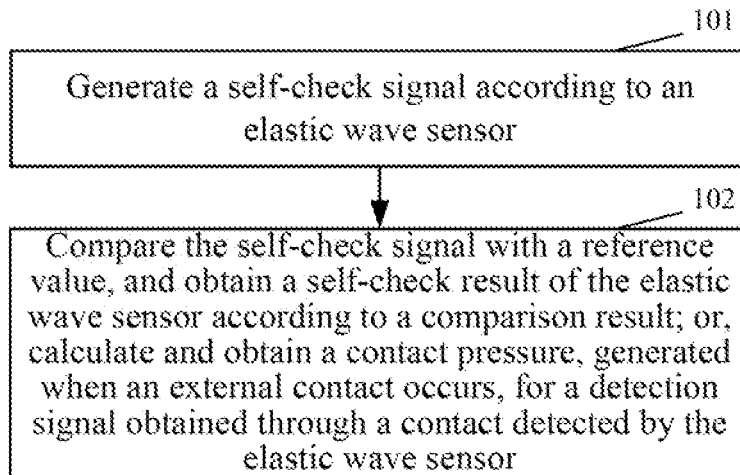 101
Generate a self-check signal according to an
elastic wave sensor
102
Compare the self-check signal with a reference
value, and obtain a self-check result of the elastic
wave sensor according to a comparison result; or,
calculate and obtain a contact pressure, generated
when an external contact occurs, for a detection
signal obtained through a contact detected by the
elastic wave sensor